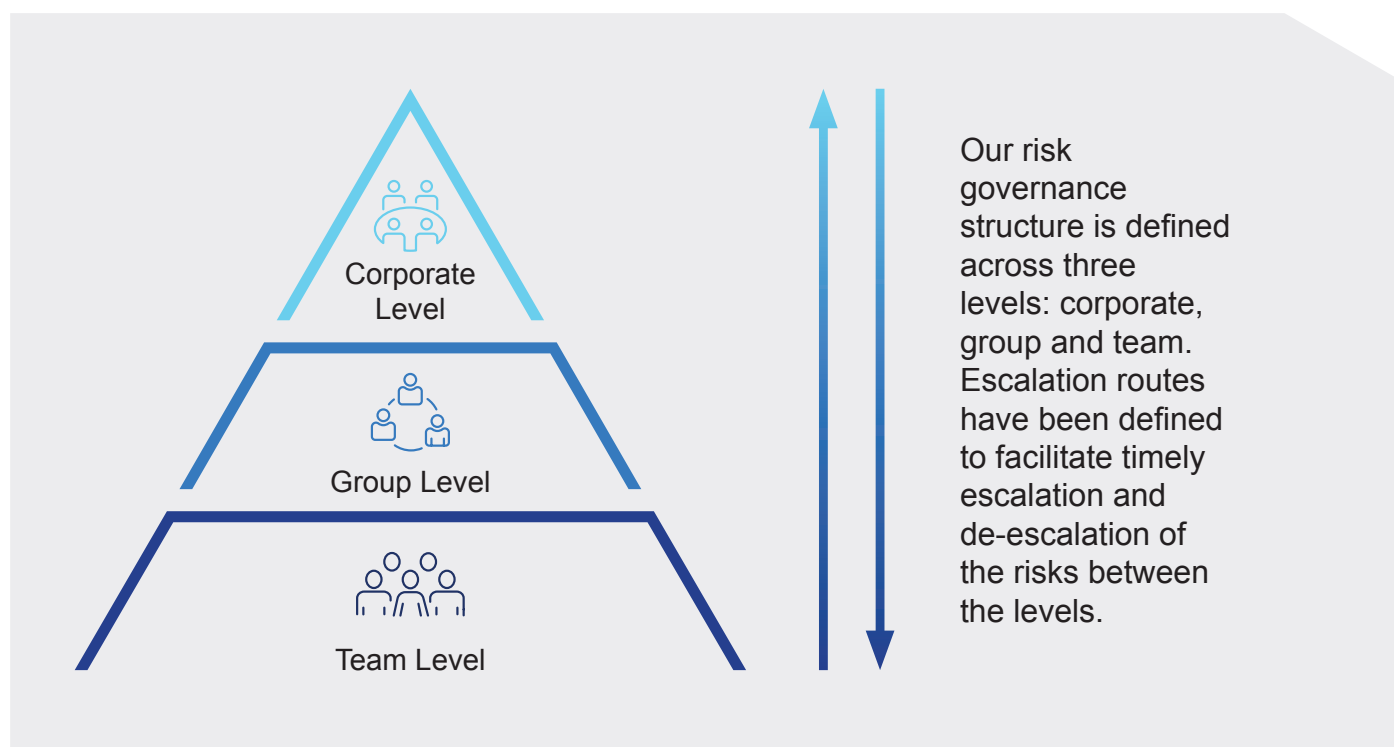 Corporate
Level
Group Level
Team Level
Our risk
governance
structure is defined
across three
levels: corporate,
group and team.
Escalation routes
have been defined
to facilitate timely
escalation and
de-escalation of
the risks between
the levels.